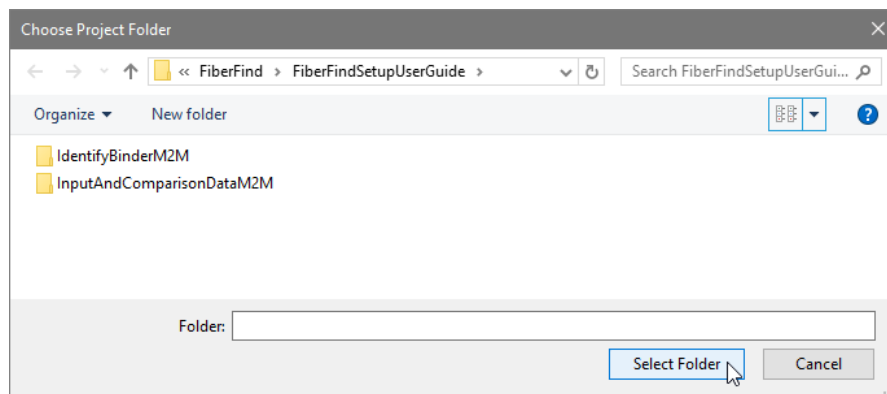 Choose Project Folder
« FiberFind > FiberFindSetupUserGuide > Search FiberFindSetupUserGui...
Organize New folder
IdentifyBinderM2M
InputAndComparisonDataM2M
Folder:
Select Folder Cancel